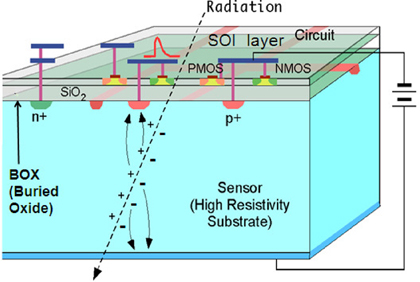 Radiation
SOI layer
Circuit
PMOS
NMOS
SiO2
n+
p+
BOX
(Buried
Oxide)
Sensor
(High Resistivity
Substrate)
+ -
+ -
+ -
+ -
+ -
+ -